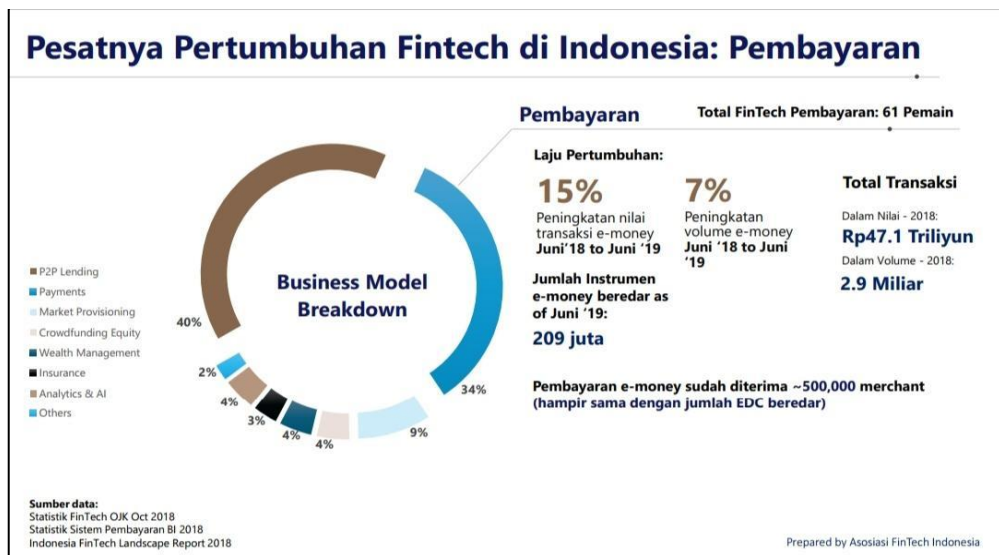 Pesatnya Pertumbuhan Fintech di Indonesia: Pembayaran
Pembayaran
Total FinTech Pembayaran: 61 Pemain
Laju Pertumbuhan:
15%
Peningkatan nilai
transaksi e-money
Juni'18 to Juni '19
7%
Peningkatan
volume e-money
Juni '18 to Juni
'19
Total Transaksi
Dalam Nilai - 2018:
Rp47.1 Triliyun
Dalam Volume - 2018:
2.9 Miliar
Jumlah Instrumen
e-money beredar as
of Juni '19:
209 juta
Pembayaran e-money sudah diterima ~500,000 merchant
(hampir sama dengan jumlah EDC beredar)
Business Model
Breakdown
P2P Lending
Payments
Market Provisioning
Crowdfunding Equity
Wealth Management
Insurance
Analytics & AI
Others
40%
2%
4%
3%
4%
4%
9%
34%
Sumber data:
Statistik FinTech OJK Oct 2018
Statistik Sistem Pembayaran BI 2018
Indonesia FinTech Landscape Report 2018
Prepared by Asosiasi FinTech Indonesia